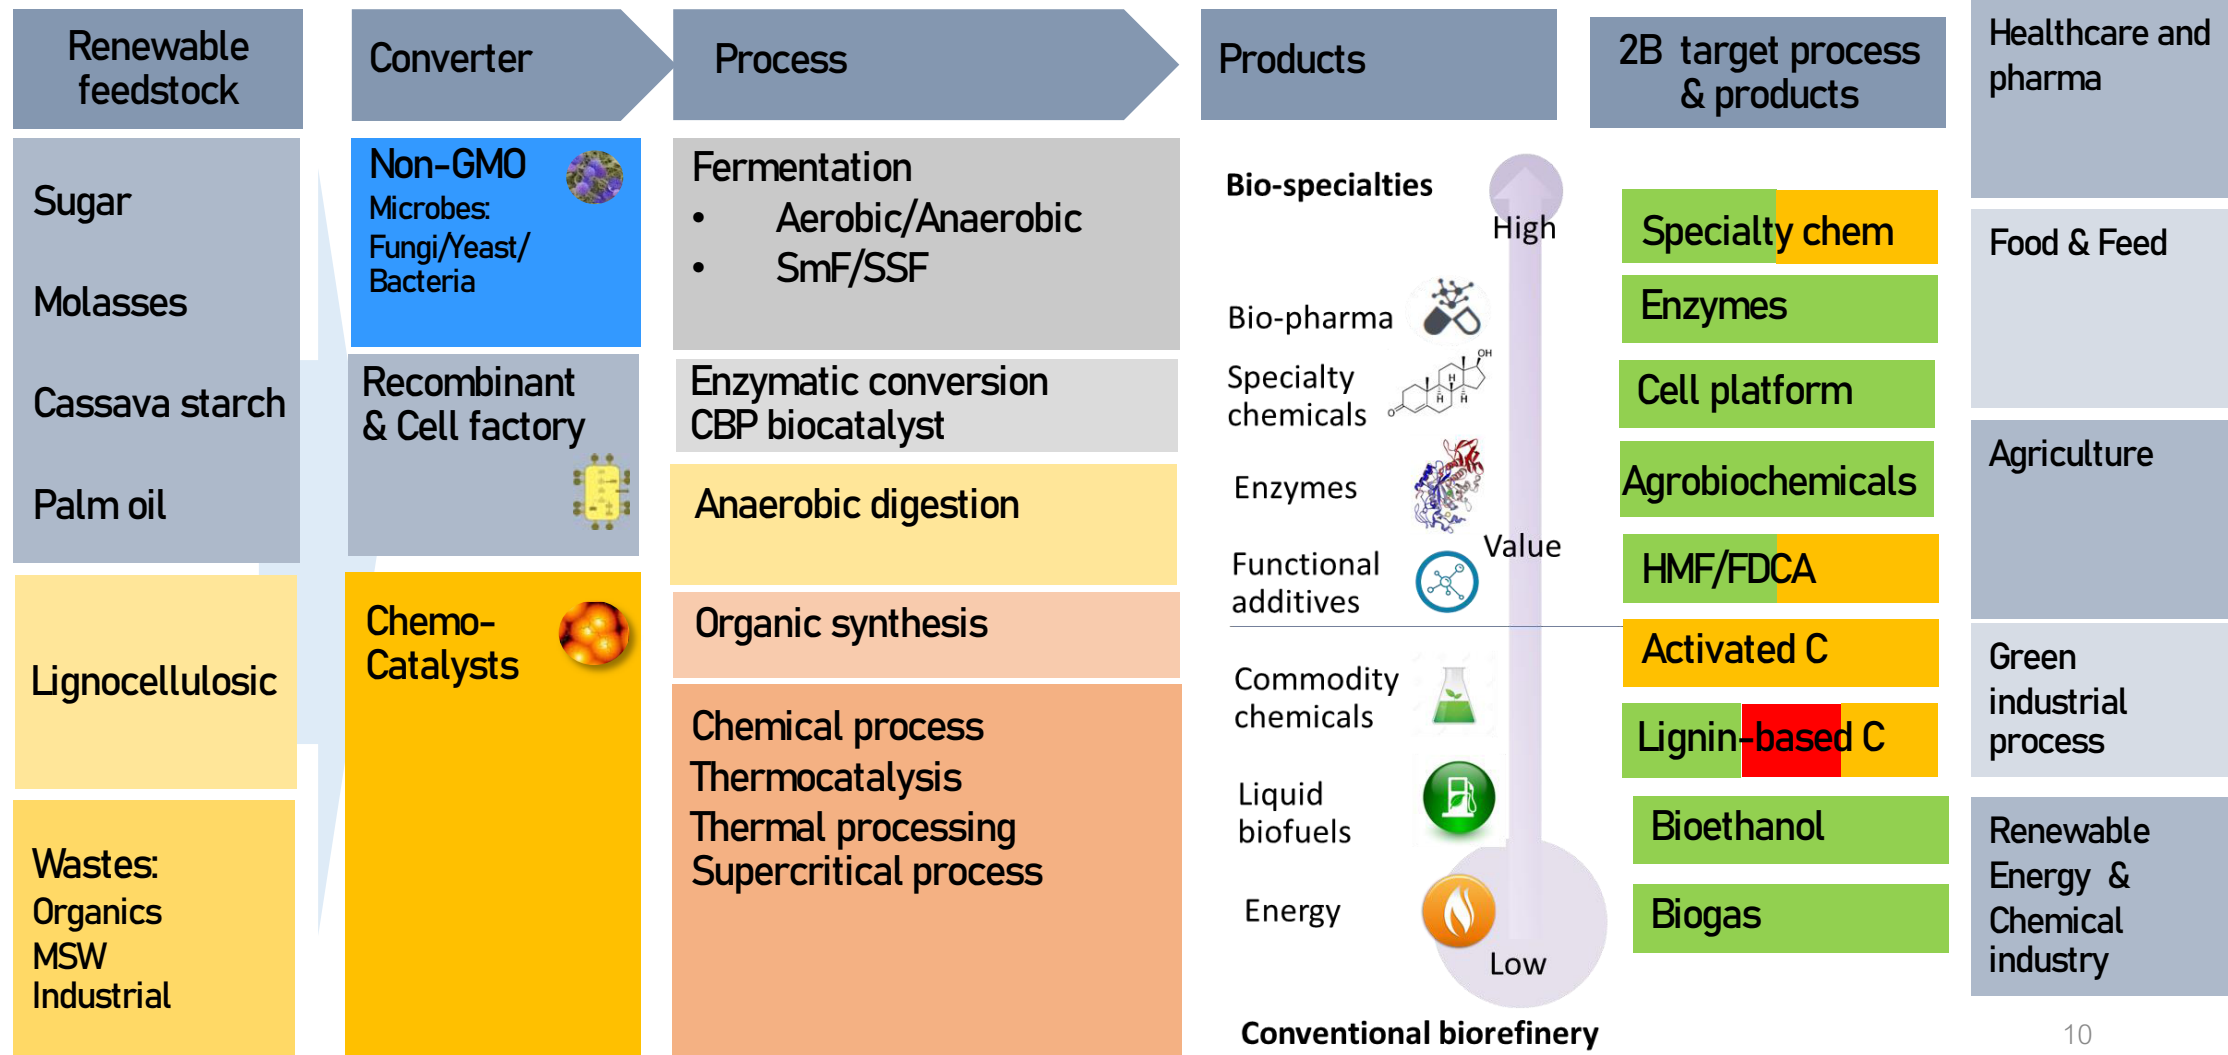 Renewable
feedstock
Converter
Process
Products
2B target process
& products
Healthcare and
pharma
Sugar
Molasses
Cassava starch
Palm oil
Lignocellulosic
Wastes:
Organics
MSW
Industrial
Non-GMO
Microbes:
Fungi/Yeast/
Bacteria
Recombinant
& Cell factory
Chemo-
Catalysts
Fermentation
• Aerobic/Anaerobic
• SmF/SSF
Enzymatic conversion
CBP biocatalyst
Anaerobic digestion
Organic synthesis
Chemical process
Thermocatalysis
Thermal processing
Supercritical process
Bio-specialties
High
Bio-pharma
Specialty
chemicals
OH
H
H
H
O
Enzymes
Value
Functional
additives
Commodity
chemicals
Liquid
biofuels
Energy
Low
Conventional biorefinery
Specialty chem
Enzymes
Cell platform
Agrobiochemicals
HMF/FDCA
Activated C
Lignin-based C
Bioethanol
Biogas
Food & Feed
Agriculture
Green
industrial
process
Renewable
Energy &
Chemical
industry
10